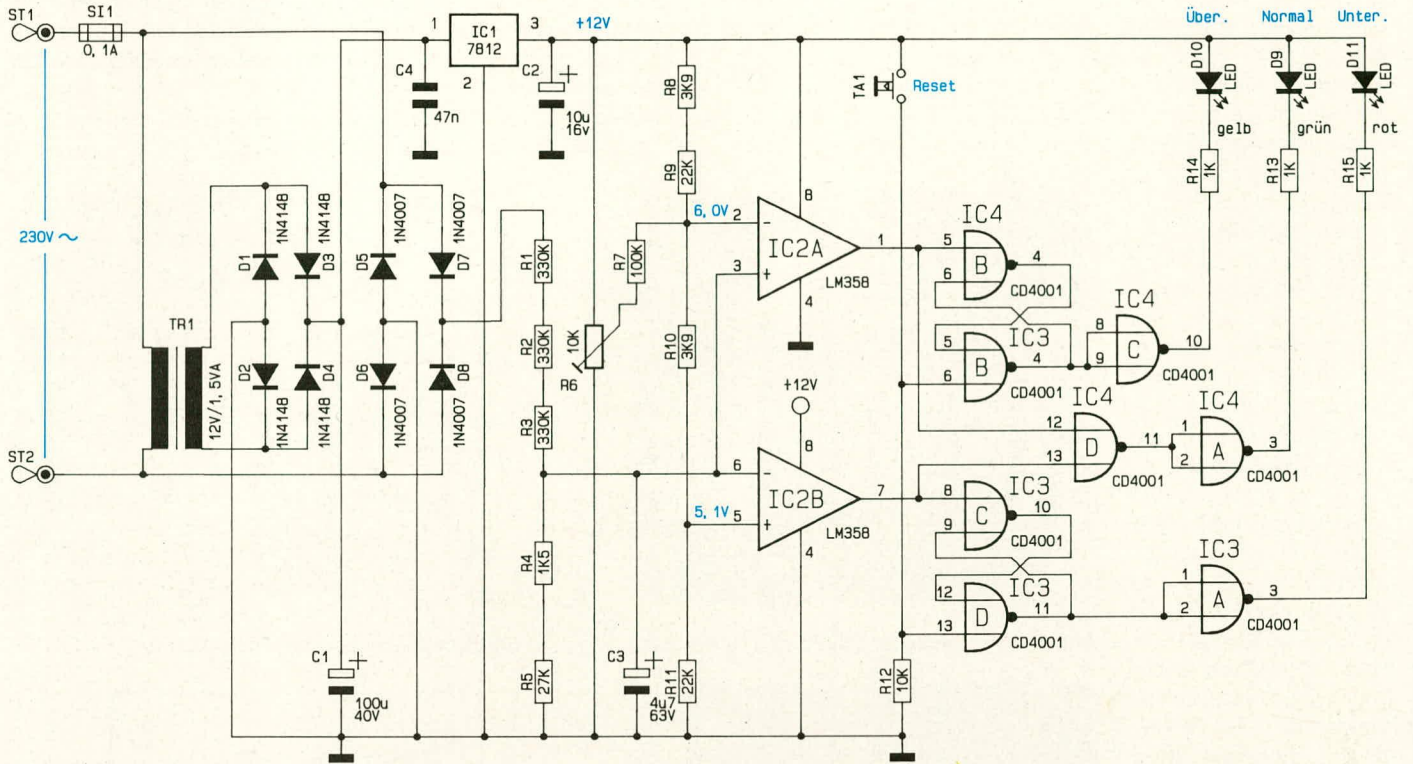 ST1
SI1
0,1A
230V ~
ST2
TR1
12V/1,5VA
D1
1N4148
D3
1N4148
D2
1N4148
D4
1N4148
D5
1N4007
D7
1N4007
D6
1N4007
D8
1N4007
C1
+
100u
40V
1
IC1
7812
3
2
C4
47n
C2
+
10u
16v
+12V
R1
330K
R2
330K
R3
330K
R4
1K5
R5
27K
R6
10K
R7
100K
C3
+
4u7
63V
R8
3K9
R9
22K
R10
3K9
R11
22K
6,0V
5,1V
2
3
8
4
1
IC2A
LM358
+12V
6
5
8
4
7
IC2B
LM358
TA1
Reset
R12
10K
IC4
5
6
B
4
CD4001
IC3
5
6
B
4
CD4001
IC4
8
9
C
10
CD4001
IC4
12
13
D
11
CD4001
IC4
1
2
A
3
CD4001
IC3
8
9
C
10
CD4001
IC3
12
13
D
11
CD4001
IC3
1
2
A
3
CD4001
Über.
Normal
Unter.
D10
LED
gelb
D9
LED
grün
D11
LED
rot
R14
1K
R13
1K
R15
1K